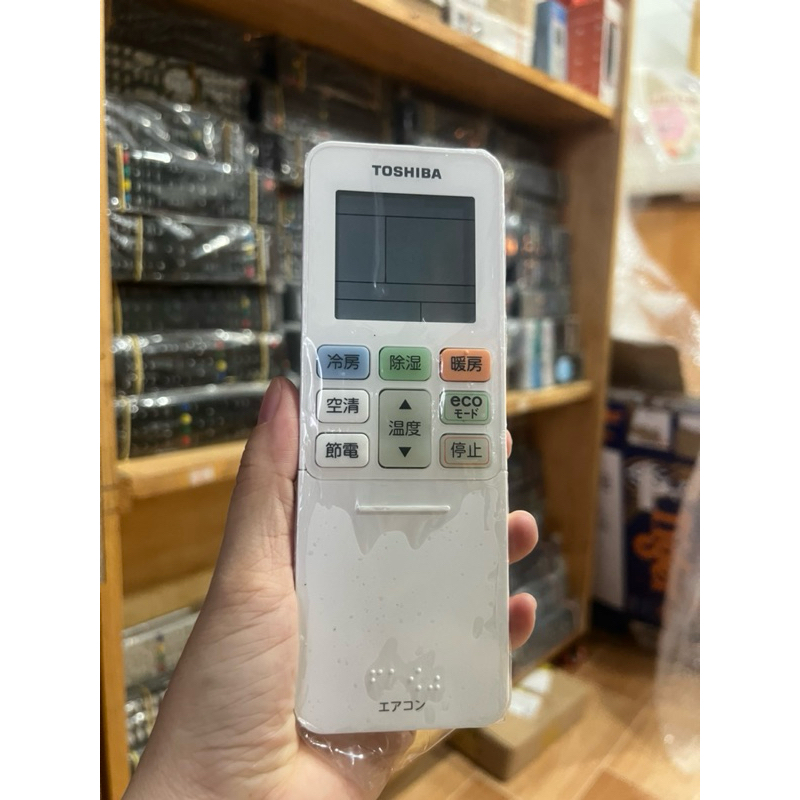 TOSHIBA
冷房 除湿 暖房
空清 ▲ eco
モード
温度
節電 ▼ 停止
エアコン